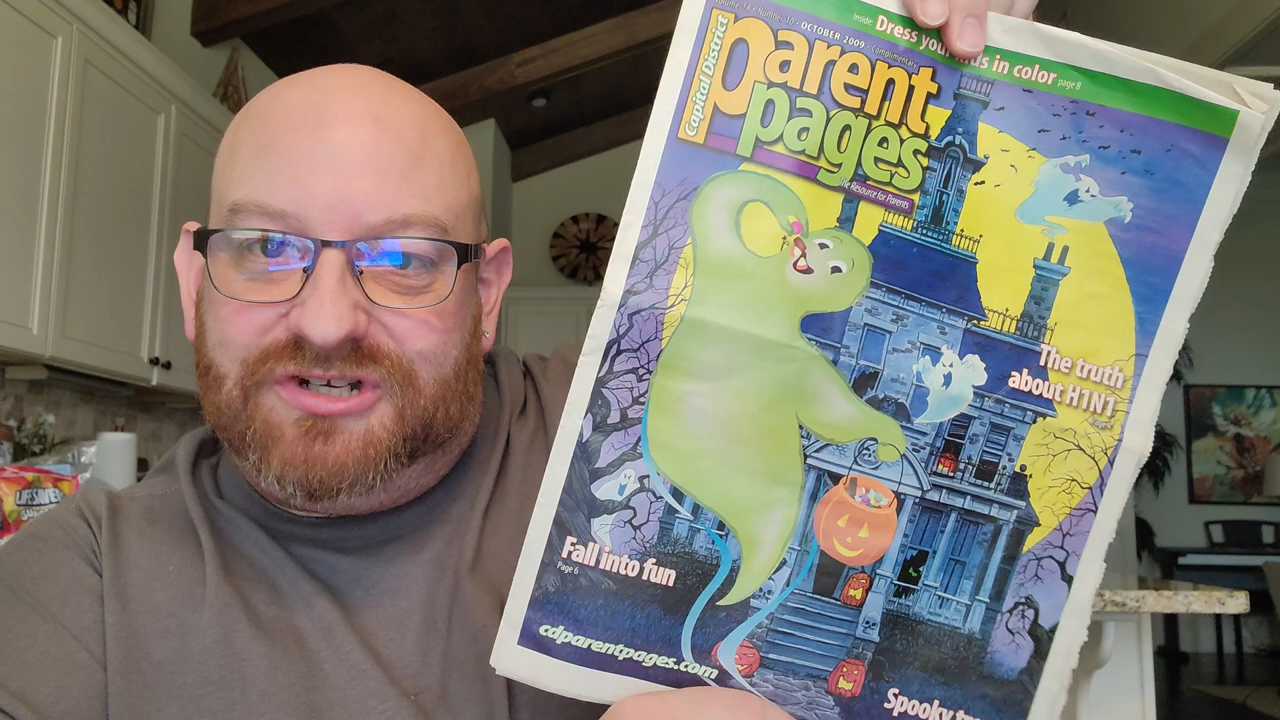 Volume 14 • Number 10 • OCTOBER 2009 • Complimentary
Inside: Dress your kids in color page 8
Capital District
parent
pages
The Resource for Parents
The truth
about H1N1
Fall into fun
Page 6
cdparentpages.com
Spooky
LIFESAVERS